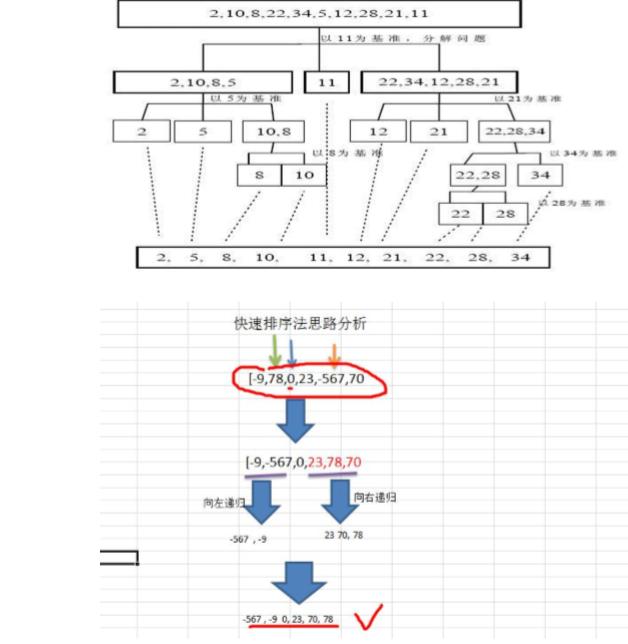 2,10,8,22,34,5,12,28,21,11
以11为基准，分解问题
2,10,8,5
11
22,34,12,28,21
以5为基准
以21为基准
2
5
10,8
12
21
22,28,34
以8为基准
以34为基准
8
10
22,28
34
以28为基准
22
28
2, 5, 8, 10, 11, 12, 21, 22, 28, 34
快速排序法思路分析
[-9,78,0,23,-567,70
[-9,-567,0,23,78,70
向左递归
向右递归
-567 , -9
23 70, 78
-567 , -9 0, 23, 70, 78